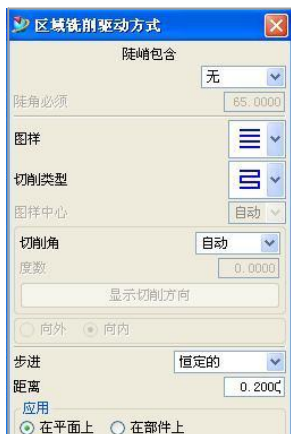 区域铣削驱动方式
陡峭包含
无
陡角必须 65.0000
图样
切削类型
图样中心 自动
切削角 自动
度数 0.0000
显示切削方向
向外 向内
步进 恒定的
距离 0.200
应用
在平面上 在部件上